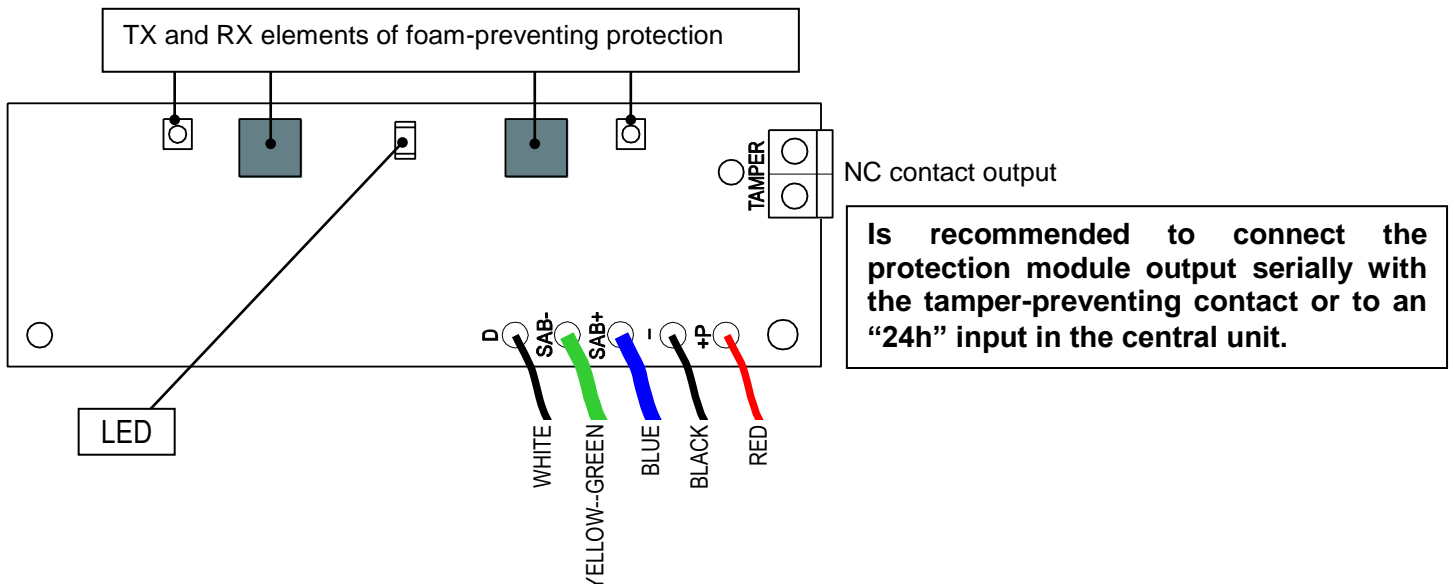 TX and RX elements of foam-preventing protection
TAMPER
NC contact output
Is recommended to connect the
protection module output serially with
the tamper-preventing contact or to an
“24h” input in the central unit.
D
SAB-
SAB+
-
+P
LED
WHITE
YELLOW--GREEN
BLUE
BLACK
RED